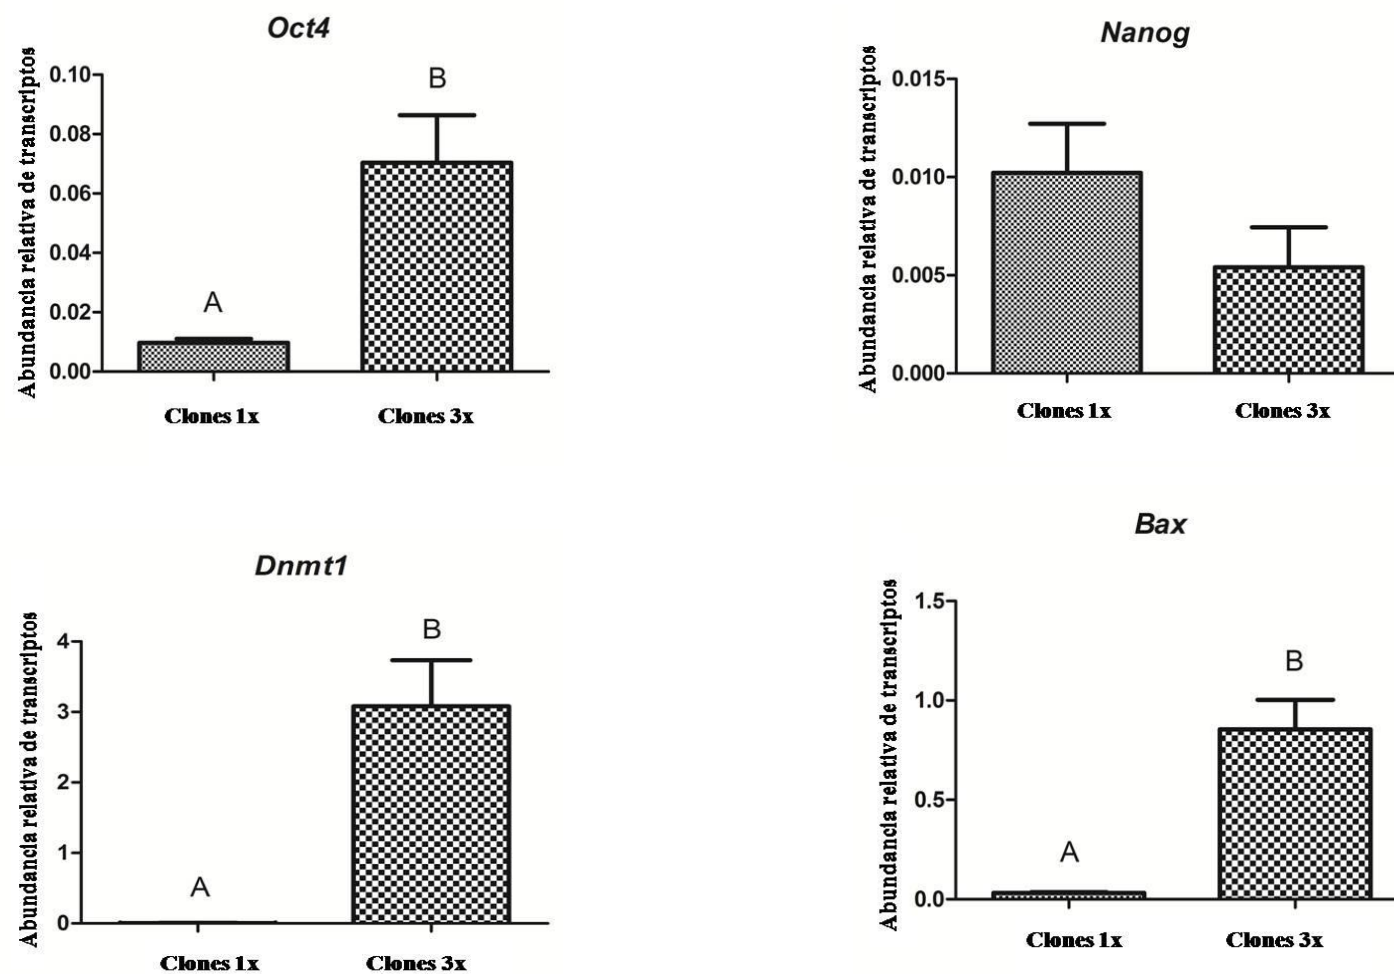 Oct4
Abundancia relativa de transcriptos
0.10
0.08
0.06
0.04
0.02
0.00
A
B
Clones 1x
Clones 3x
Nanog
Abundancia relativa de transcriptos
0.015
0.010
0.005
0.000
Clones 1x
Clones 3x
Dnmt1
Abundancia relativa de transcriptos
4
3
2
1
0
A
B
Clones 1x
Clones 3x
Bax
Abundancia relativa de transcriptos
1.5
1.0
0.5
0.0
A
B
Clones 1x
Clones 3x